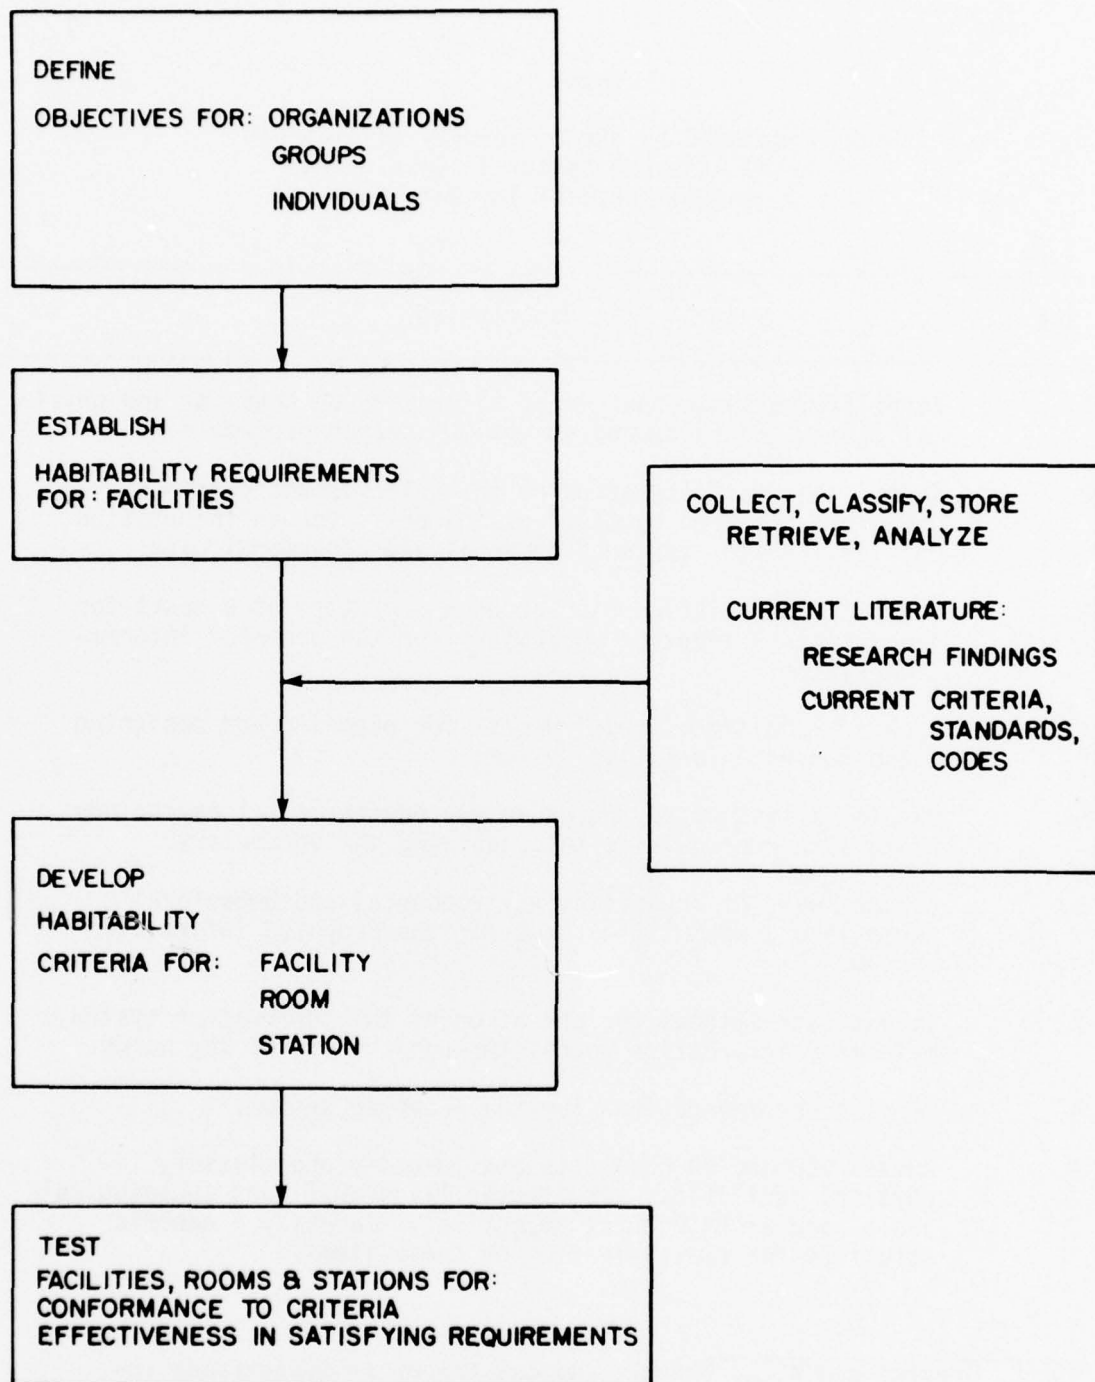 DEFINE
OBJECTIVES FOR: ORGANIZATIONS
GROUPS
INDIVIDUALS
ESTABLISH
HABITABILITY REQUIREMENTS
FOR: FACILITIES
COLLECT, CLASSIFY, STORE
RETRIEVE, ANALYZE
CURRENT LITERATURE:
RESEARCH FINDINGS
CURRENT CRITERIA,
STANDARDS,
CODES
DEVELOP
HABITABILITY
CRITERIA FOR: FACILITY
ROOM
STATION
TEST
FACILITIES, ROOMS & STATIONS FOR:
CONFORMANCE TO CRITERIA
EFFECTIVENESS IN SATISFYING REQUIREMENTS